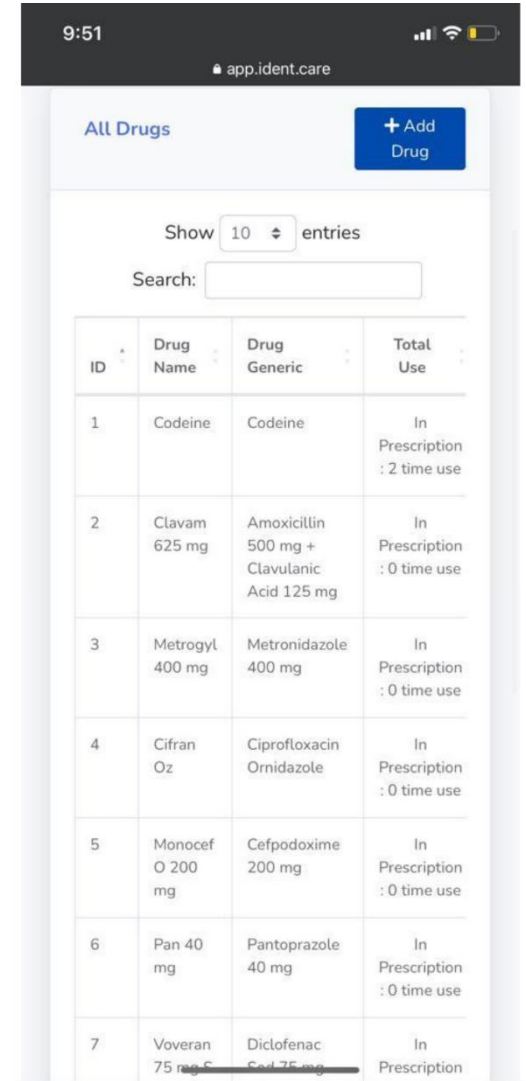 9:51
app.ident.care
All Drugs
+ Add
Drug
Show 10 entries
Search:
ID
Drug
Name
Drug
Generic
Total
Use
1
Codeine
Codeine
In
Prescription
: 2 time use
2
Clavam
625 mg
Amoxicillin
500 mg +
Clavulanic
Acid 125 mg
In
Prescription
: 0 time use
3
Metrogyl
400 mg
Metronidazole
400 mg
In
Prescription
: 0 time use
4
Cifran
Oz
Ciprofloxacin
Ornidazole
In
Prescription
: 0 time use
5
Monocef
O 200
mg
Cefpodoxime
200 mg
In
Prescription
: 0 time use
6
Pan 40
mg
Pantoprazole
40 mg
In
Prescription
: 0 time use
7
Voveran
75 mg S
Diclofenac
Sod 75 mg
In
Prescription